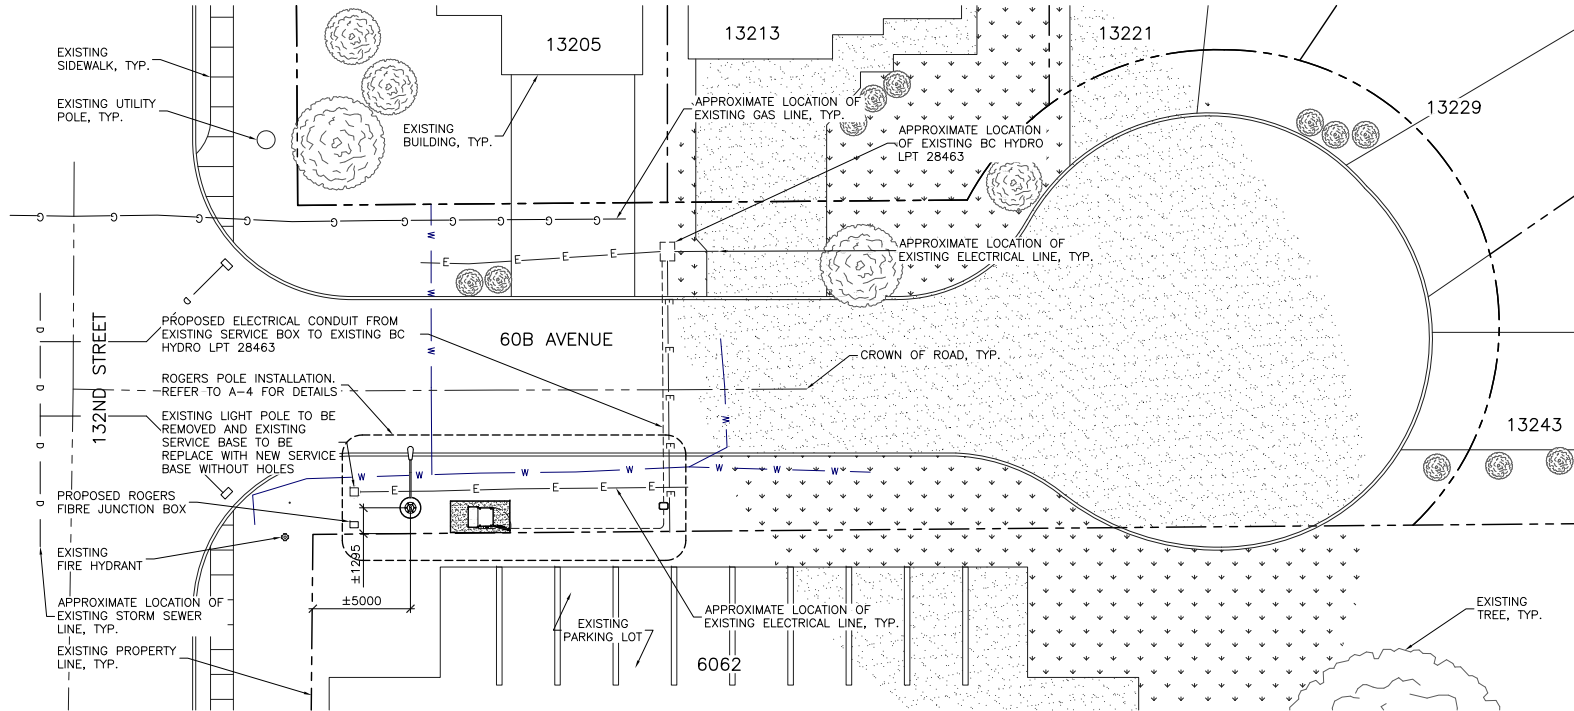 13205
13213
13221
13229
13243
EXISTING
SIDEWALK, TYP.
EXISTING UTILITY
POLE, TYP.
EXISTING
BUILDING, TYP.
APPROXIMATE LOCATION OF
EXISTING GAS LINE, TYP.
APPROXIMATE LOCATION
OF EXISTING BC HYDRO
LPT 28463
APPROXIMATE LOCATION OF
EXISTING ELECTRICAL LINE, TYP.
132ND STREET
60B AVENUE
PROPOSED ELECTRICAL CONDUIT FROM
EXISTING SERVICE BOX TO EXISTING BC
HYDRO LPT 28463
CROWN OF ROAD, TYP.
ROGERS POLE INSTALLATION.
REFER TO A-4 FOR DETAILS
EXISTING LIGHT POLE TO BE
REMOVED AND EXISTING
SERVICE BASE TO BE
REPLACE WITH NEW SERVICE
BASE WITHOUT HOLES
PROPOSED ROGERS
FIBRE JUNCTION BOX
EXISTING
FIRE HYDRANT
APPROXIMATE LOCATION OF
EXISTING STORM SEWER
LINE, TYP.
EXISTING PROPERTY
LINE, TYP.
±1295
±5000
EXISTING
PARKING LOT
APPROXIMATE LOCATION OF
EXISTING ELECTRICAL LINE, TYP.
6062
EXISTING
TREE, TYP.
G G G G G G G G G G
E E E E
W W W
E E E E E
W W W W W W W W
E E E E E
D D D D
D